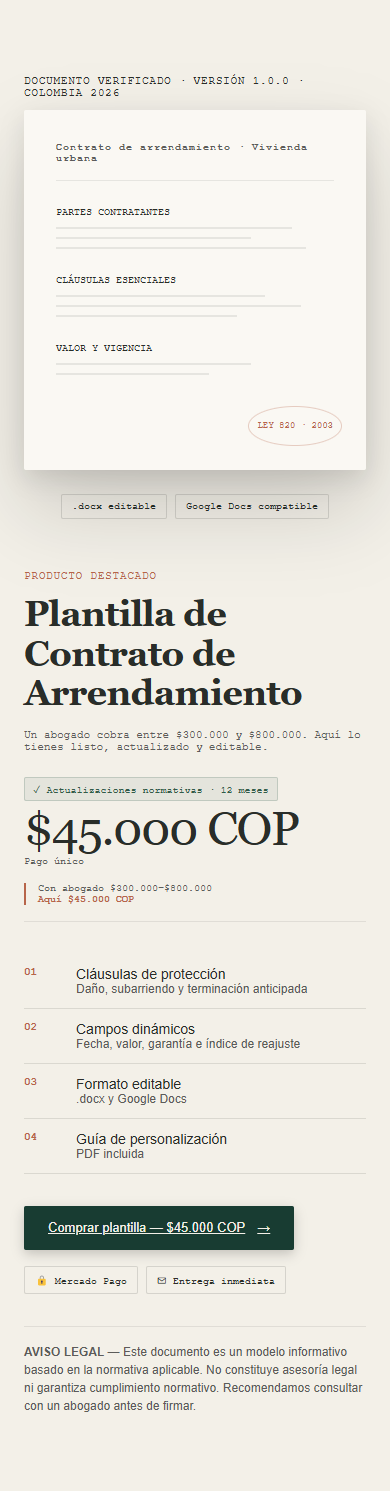 DOCUMENTO VERIFICADO · VERSIÓN 1.0.0 ·
COLOMBIA 2026
Contrato de arrendamiento · Vivienda
urbana
PARTES CONTRATANTES
CLÁUSULAS ESENCIALES
VALOR Y VIGENCIA
LEY 820 · 2003
.docx editable
Google Docs compatible
PRODUCTO DESTACADO
Plantilla de
Contrato de
Arrendamiento
Un abogado cobra entre $300.000 y $800.000. Aquí lo
tienes listo, actualizado y editable.
✓ Actualizaciones normativas · 12 meses
$45.000 COP
Pago único
Con abogado $300.000–$800.000
Aquí $45.000 COP
01
Cláusulas de protección
Daño, subarriendo y terminación anticipada
02
Campos dinámicos
Fecha, valor, garantía e índice de reajuste
03
Formato editable
.docx y Google Docs
04
Guía de personalización
PDF incluida
Comprar plantilla — $45.000 COP →
🔒 Mercado Pago
✉ Entrega inmediata
AVISO LEGAL — Este documento es un modelo informativo
basado en la normativa aplicable. No constituye asesoría legal
ni garantiza cumplimiento normativo. Recomendamos consultar
con un abogado antes de firmar.